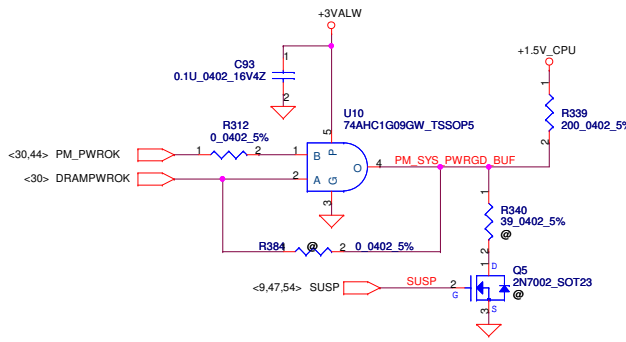 +3VALW
+1.5V_CPU
1
C93
0.1U_0402_16V4Z
2
1
R339
200_0402_5%
2
5
U10
74AHC1G09GW_TSSOP5
R312
0_0402_5%
<30,44> PM_PWROK
1 2 1 B P
O 4 PM_SYS_PWRGD_BUF
<30> DRAMPWROK
2 A G
3
1
R340
39_0402_5%
@
2
R384 @ 2 0_0402_5%
1 D
Q5
2N7002_SOT23
@
<9,47,54> SUSP
SUSP 2
G
S
3